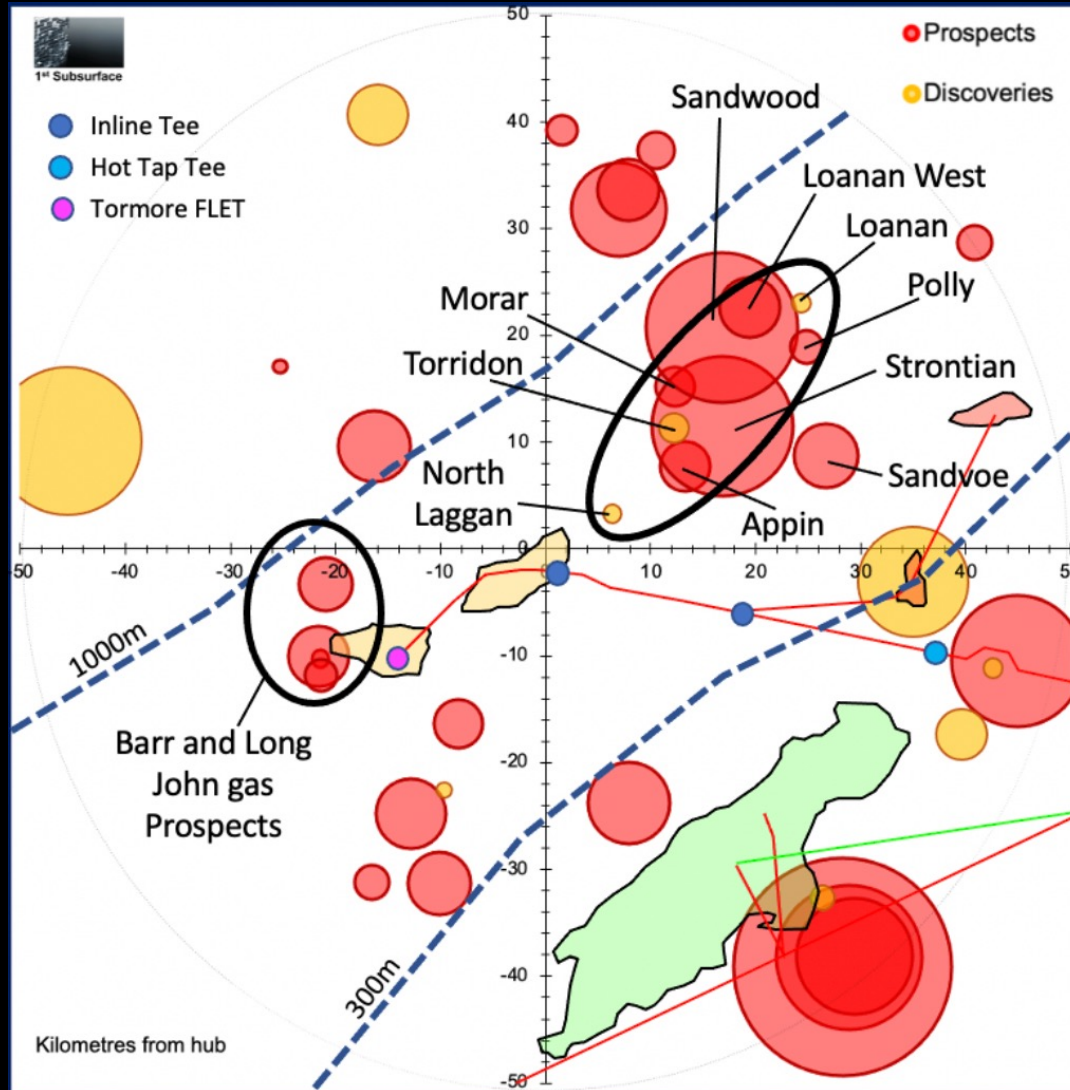 50
Prospects
1st Subsurface
Discoveries
Sandwood
Inline Tee
40
Hot Tap Tee
Loanan West
Tormore FLET
Loanan
30
Polly
Morar
20
Torridon
Strontian
10
North
Laggan
Sandvoe
Appin
0
-50 -40 -30 -20 -10 10 20 30 40 5
1000m
-10
Barr and Long
John gas
Prospects
-20
-30
300m
-40
Kilometres from hub
-50